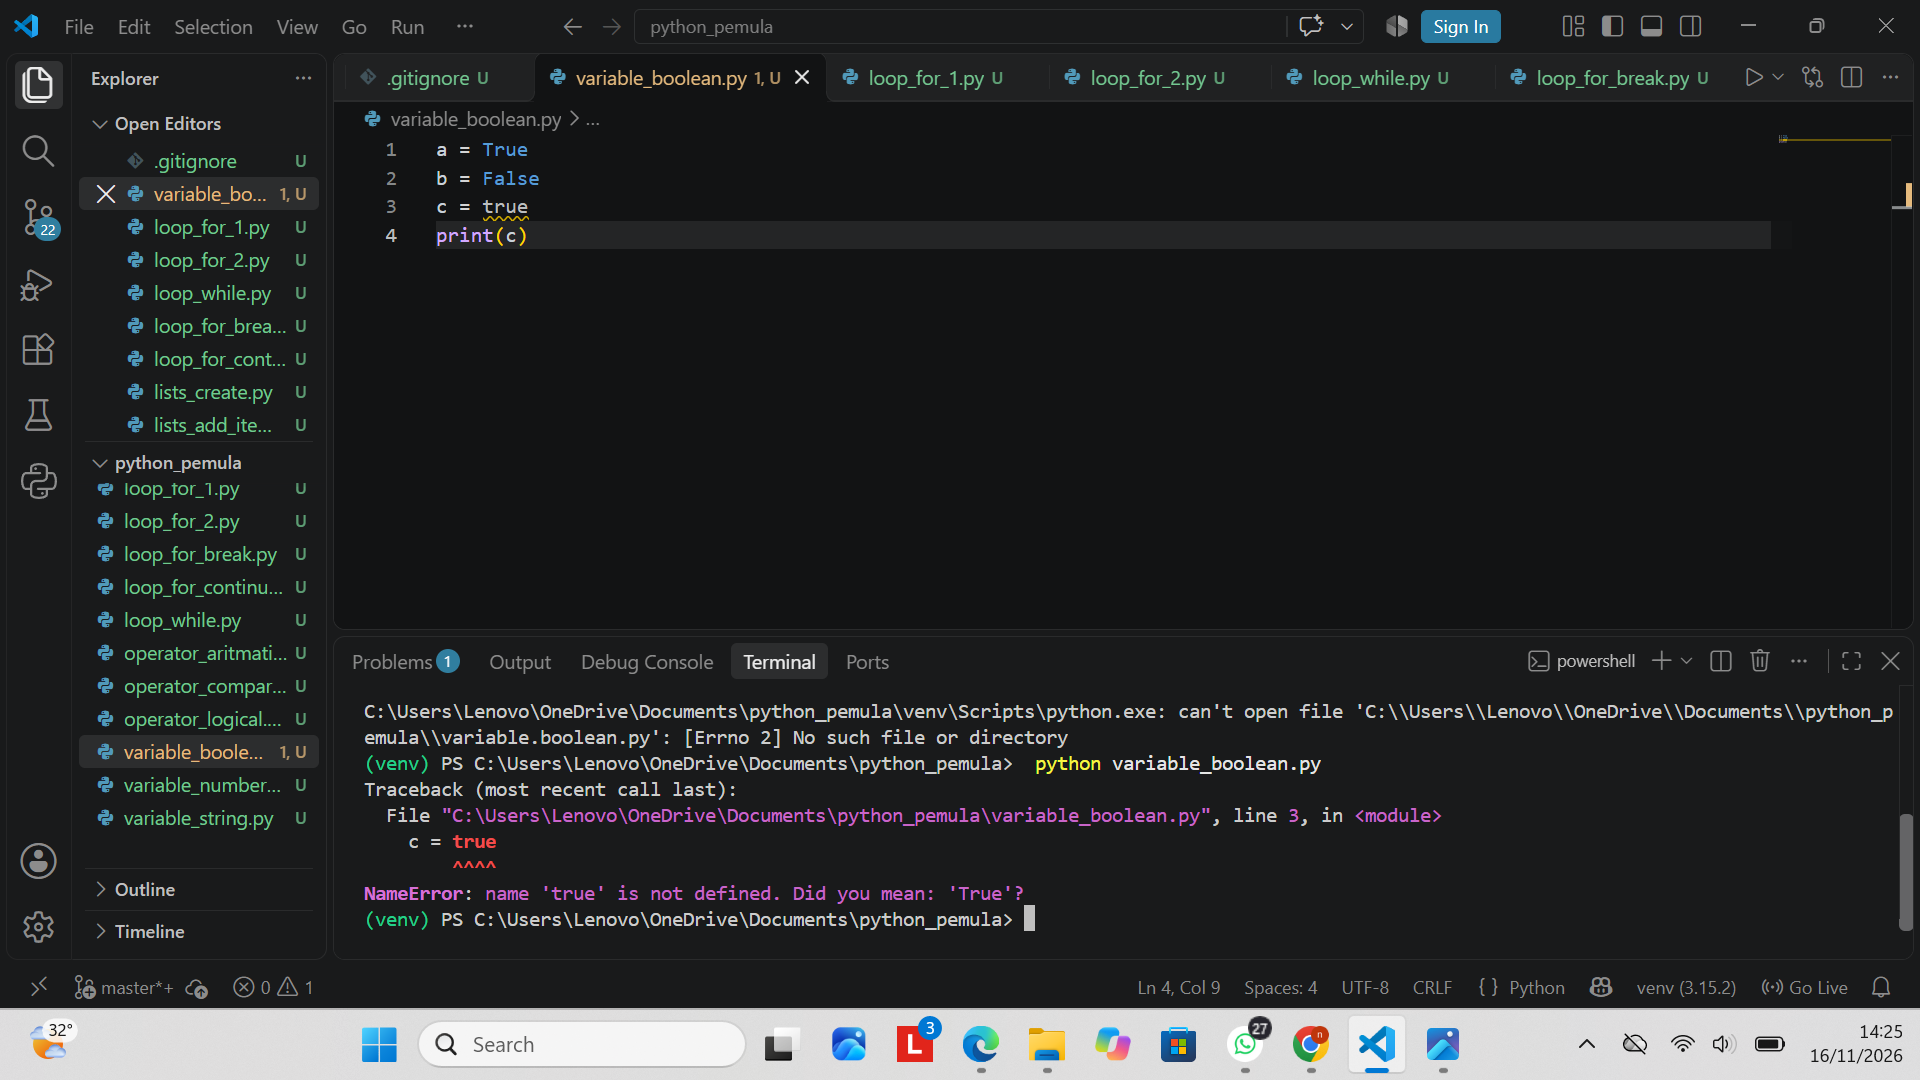 File Edit Selection View Go Run ···
python_pemula
Sign In
Explorer
Open Editors
.gitignore U
variable_bo... 1, U
loop_for_1.py U
loop_for_2.py U
loop_while.py U
loop_for_brea... U
loop_for_cont... U
lists_create.py U
lists_add_ite... U
python_pemula
loop_for_1.py U
loop_for_2.py U
loop_for_break.py U
loop_for_continu... U
loop_while.py U
operator_aritmati... U
operator_compar... U
operator_logical.... U
variable_boole... 1, U
variable_number... U
variable_string.py U
Outline
Timeline
22
.gitignore U variable_boolean.py 1, U loop_for_1.py U loop_for_2.py U loop_while.py U loop_for_break.py U
variable_boolean.py > ...
1 a = True
2 b = False
3 c = true
4 print(c)
Problems 1 Output Debug Console Terminal Ports
powershell
C:\Users\Lenovo\OneDrive\Documents\python_pemula\venv\Scripts\python.exe: can't open file 'C:\\Users\\Lenovo\\OneDrive\\Documents\\python_p
emula\\variable.boolean.py': [Errno 2] No such file or directory
(venv) PS C:\Users\Lenovo\OneDrive\Documents\python_pemula> python variable_boolean.py
Traceback (most recent call last):
File "C:\Users\Lenovo\OneDrive\Documents\python_pemula\variable_boolean.py", line 3, in <module>
c = true
^^^^
NameError: name 'true' is not defined. Did you mean: 'True'?
(venv) PS C:\Users\Lenovo\OneDrive\Documents\python_pemula>
master*+ 0 1
Ln 4, Col 9 Spaces: 4 UTF-8 CRLF { } Python venv (3.15.2) Go Live
32°
Search
L 3
27
n
14:25
16/11/2026